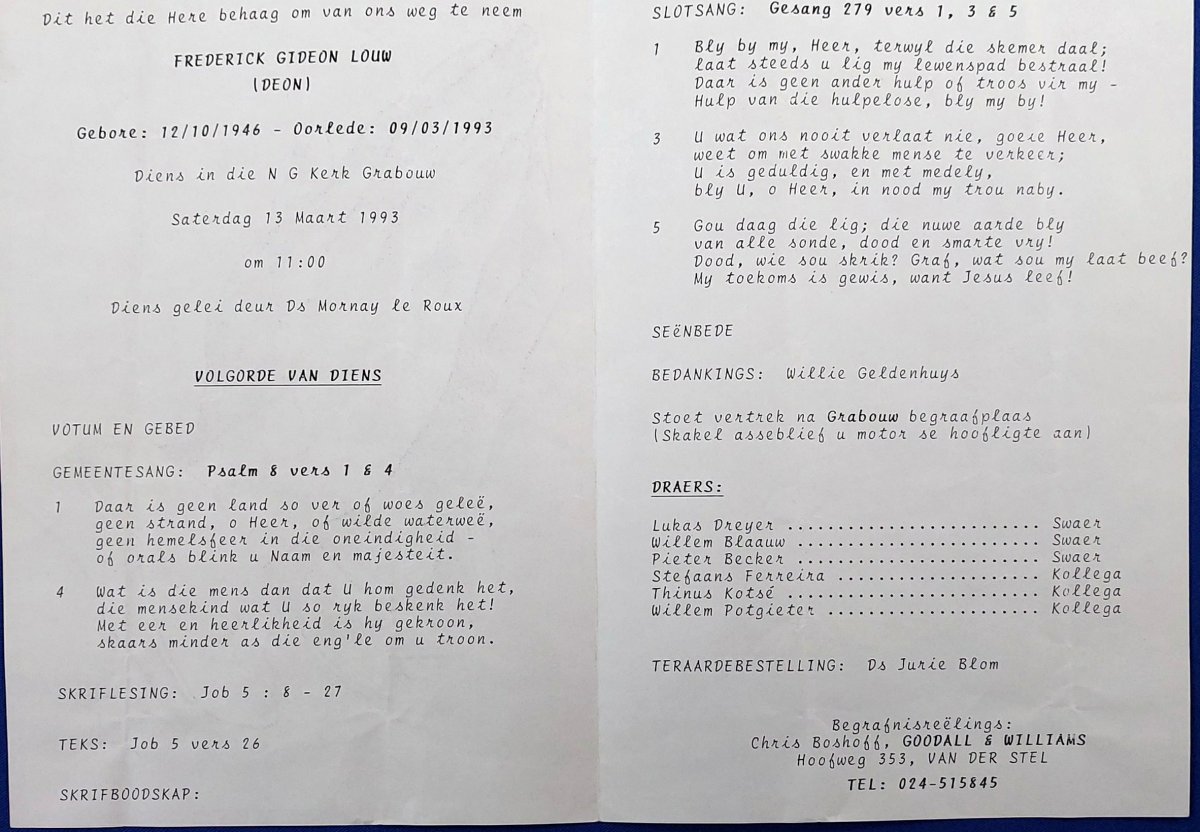 Dit het die Here behaag om van ons weg te neem
FREDERICK GIDEON LOUW
(DEON)
Gebore: 12/10/1946 - Oorlede: 09/03/1993
Diens in die N G Kerk Grabouw
Saterdag 13 Maart 1993
om 11:00
Diens gelei deur Ds Mornay le Roux
VOLGORDE VAN DIENS
VOTUM EN GEBED
GEMEENTESANG: Psalm 8 vers 1 & 4
1 Daar is geen land so ver of woes geleë,
geen strand, o Heer, of wilde waterweë,
geen hemelsfeer in die oneindigheid -
of orals blink u Naam en majesteit.
4 Wat is die mens dan dat U hom gedenk het,
die mensekind wat U so ryk beskenk het!
Met eer en heerlikheid is hy gekroon,
skaars minder as die eng'le om u troon.
SKRIFLESING: Job 5 : 8 - 27
TEKS: Job 5 vers 26
SKRIFBOODSKAP:
SLOTSANG: Gesang 279 vers 1, 3 & 5
1 Bly by my, Heer, terwyl die skemer daal;
laat steeds u lig my lewenspad bestraal!
Daar is geen ander hulp of troos vir my -
Hulp van die hulpelose, bly my by!
3 U wat ons nooit verlaat nie, goeie Heer,
weet om met swakke mense te verkeer;
U is geduldig, en met medely,
bly U, o Heer, in nood my trou naby.
5 Gou daag die lig; die nuwe aarde bly
van alle sonde, dood en smarte vry!
Dood, wie sou skrik? Graf, wat sou my laat beef?
My toekoms is gewis, want Jesus leef!
SEëNBEDE
BEDANKINGS: Willie Geldenhuys
Stoet vertrek na Grabouw begraafplaas
(Skakel asseblief u motor se hoofligte aan)
DRAERS:
Lukas Dreyer ......................... Swaer
Willem Blaauw ........................ Swaer
Pieter Becker ........................ Swaer
Stefaans Ferreira .................... Kollega
Thinus Kotsé ......................... Kollega
Willem Potgieter ..................... Kollega
TERAARDEBESTELLING: Ds Jurie Blom
Begrafnisreëlings:
Chris Boshoff, GOODALL & WILLIAMS
Hoofweg 353, VAN DER STEL
TEL: 024-515845